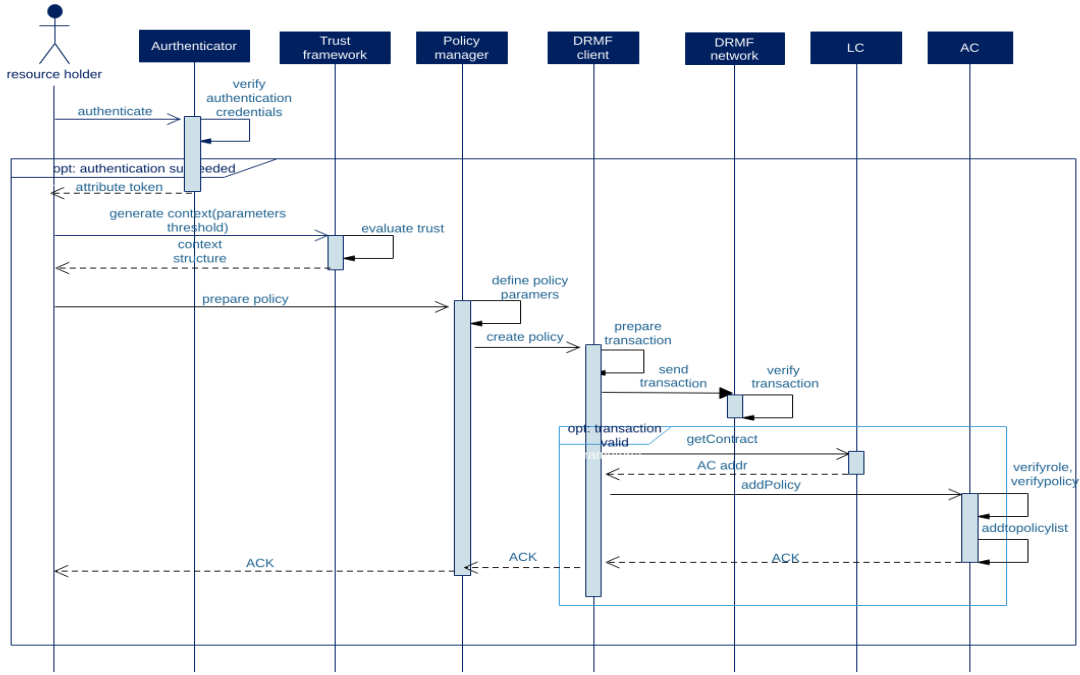 resource holder
Aurthenticator
Trust
framework
Policy
manager
DRMF
client
DRMF
network
LC
AC
verify
authentication
credentials
authenticate
opt: authentication su eeded
attribute token
generate context(parameters
threshold)
evaluate trust
context
structure
define policy
paramers
prepare policy
create policy
prepare
transaction
send
transaction
verify
transaction
opt: transaction
valid
getContract
AC addr
verifyrole,
verifypolicy
addPolicy
addtopolicylist
ACK
ACK
ACK